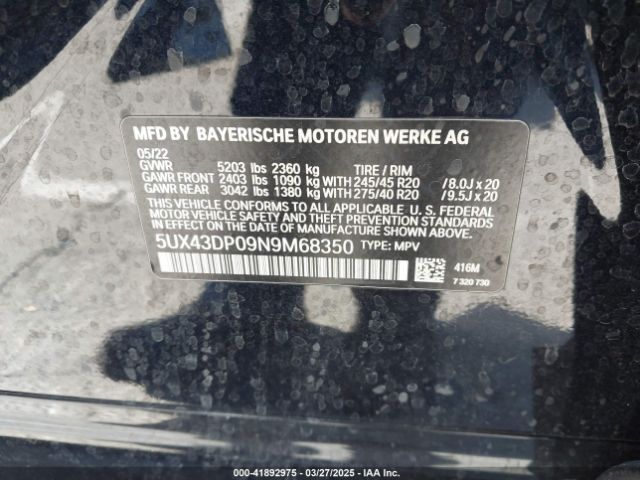 MFD BY BAYERISCHE MOTOREN WERKE AG
05/22
GVWR 5203 lbs 2360 kg TIRE / RIM
GAWR FRONT 2403 lbs 1090 kg WITH 245/45 R20 /8.0J x 20
GAWR REAR 3042 lbs 1380 kg WITH 275/40 R20 /9.5J x 20
THIS VEHICLE CONFORMS TO ALL APPLICABLE U. S. FEDERAL
MOTOR VEHICLE SAFETY AND THEFT PREVENTION STANDARDS
IN EFFECT ON THE DATE OF MANUFACTURE SHOWN ABOVE.
5UX43DP09N9M68350 TYPE: MPV
416M
7 320 730
000-41892975 - 03/27/2025 - IAA Inc.